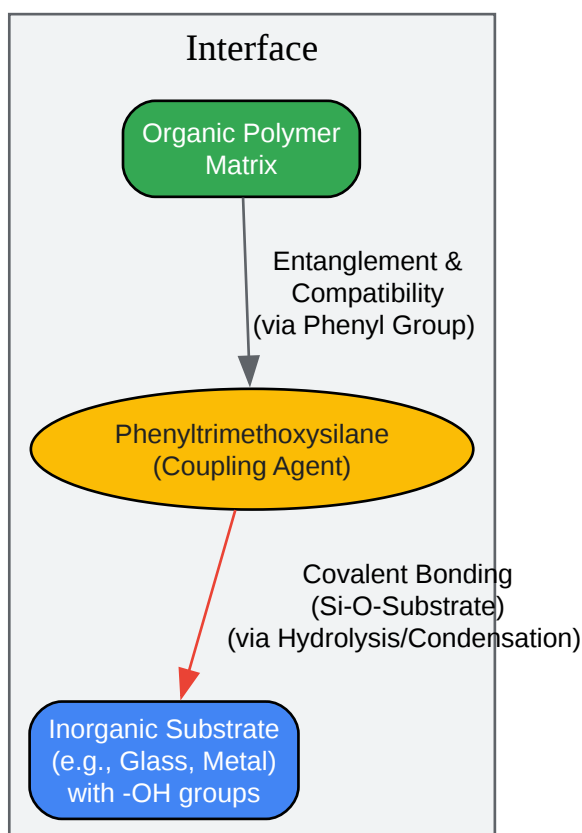 Interface
Organic Polymer
Matrix
Entanglement &
Compatibility
(via Phenyl Group)
Phenyltrimethoxysilane
(Coupling Agent)
Covalent Bonding
(Si-O-Substrate)
(via Hydrolysis/Condensation)
Inorganic Substrate
(e.g., Glass, Metal)
with -OH groups